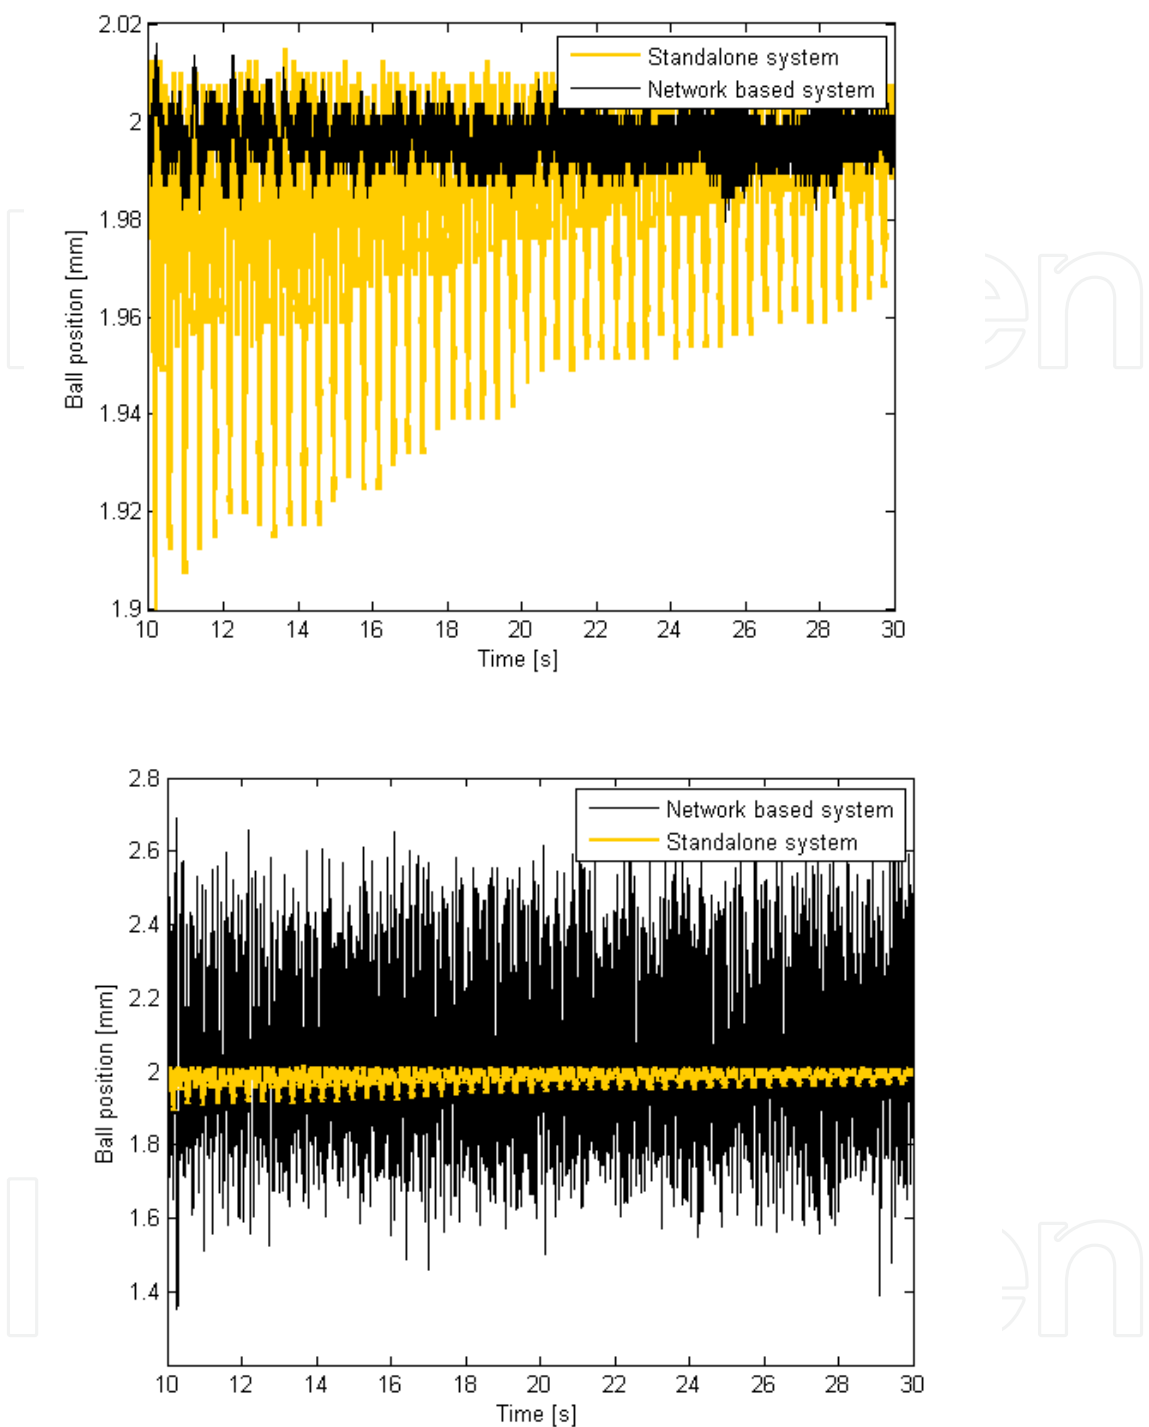 2.02
Standalone system
Network based system
2
1.98
1.96
1.94
1.92
1.9
Ball position [mm]
10 12 14 16 18 20 22 24 26 28 30
Time [s]
en
2.8
Network based system
Standalone system
2.6
2.4
2.2
2
1.8
1.6
1.4
Ball position [mm]
10 12 14 16 18 20 22 24 26 28 30
Time [s]
en